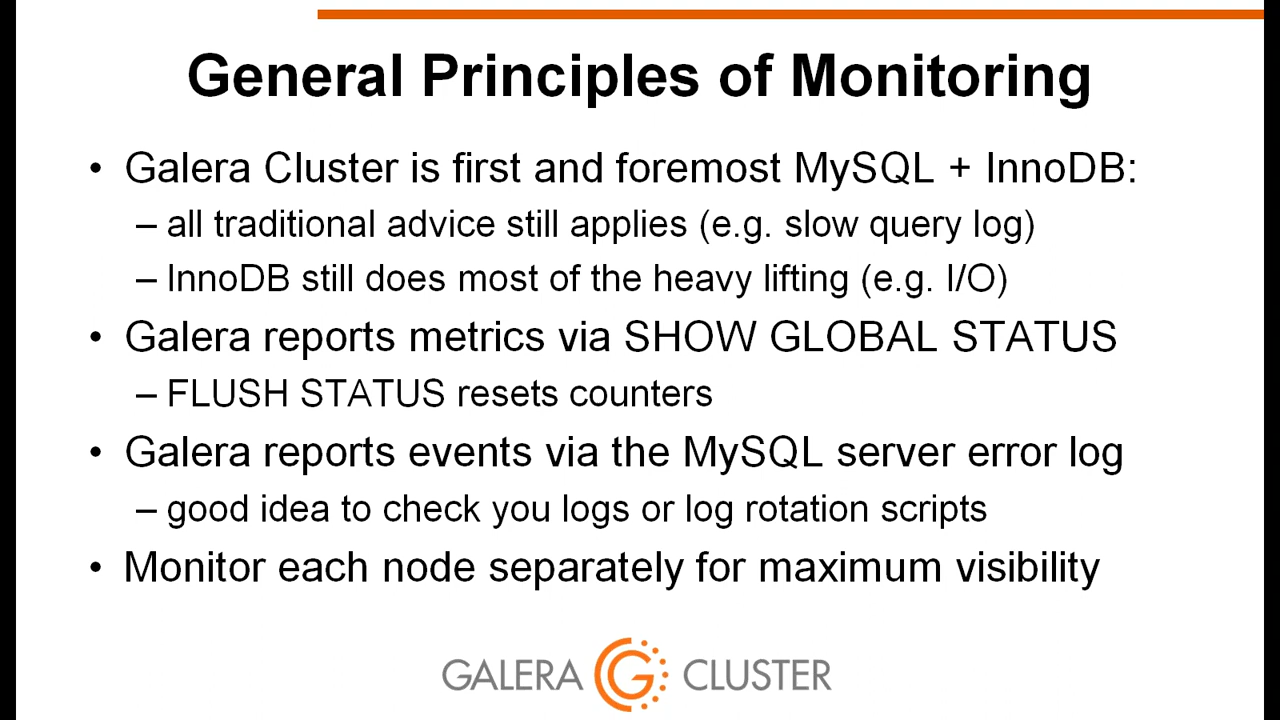 General Principles of Monitoring
• Galera Cluster is first and foremost MySQL + InnoDB:
– all traditional advice still applies (e.g. slow query log)
– InnoDB still does most of the heavy lifting (e.g. I/O)
• Galera reports metrics via SHOW GLOBAL STATUS
– FLUSH STATUS resets counters
• Galera reports events via the MySQL server error log
– good idea to check you logs or log rotation scripts
• Monitor each node separately for maximum visibility
GALERA CLUSTER